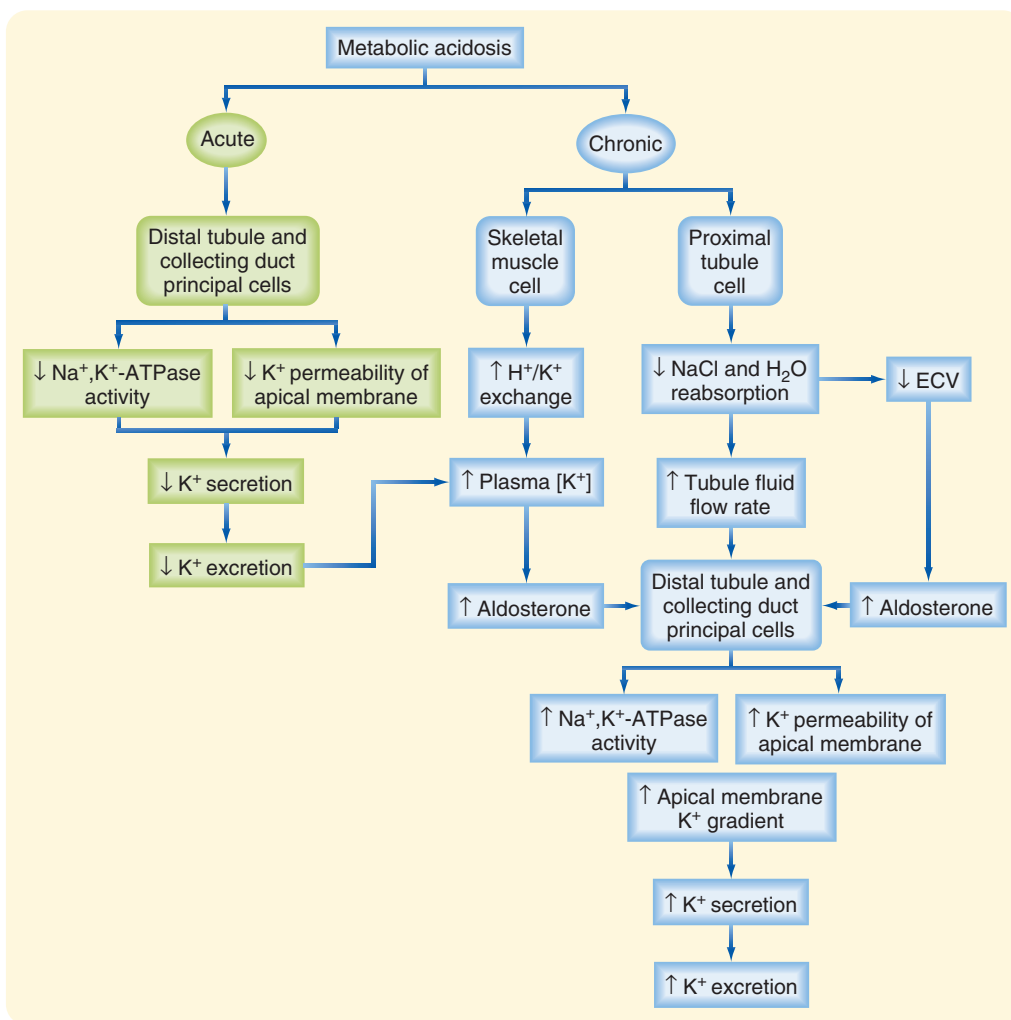 Metabolic acidosis
Acute
Chronic
Distal tubule and
collecting duct
principal cells
Skeletal
muscle
cell
Proximal
tubule
cell
↓ Na⁺,K⁺-ATPase
activity
↓ K⁺ permeability of
apical membrane
↑ H⁺/K⁺
exchange
↓ NaCl and H₂O
reabsorption
↓ ECV
↓ K⁺ secretion
↑ Plasma [K⁺]
↑ Tubule fluid
flow rate
↓ K⁺ excretion
↑ Aldosterone
Distal tubule and
collecting duct
principal cells
↑ Aldosterone
↑ Na⁺,K⁺-ATPase
activity
↑ K⁺ permeability of
apical membrane
↑ Apical membrane
K⁺ gradient
↑ K⁺ secretion
↑ K⁺ excretion